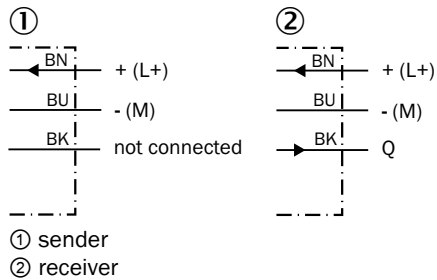 ① ②
BN + (L+) BN + (L+)
BU - (M) BU - (M)
BK not connected BK Q
① sender
② receiver